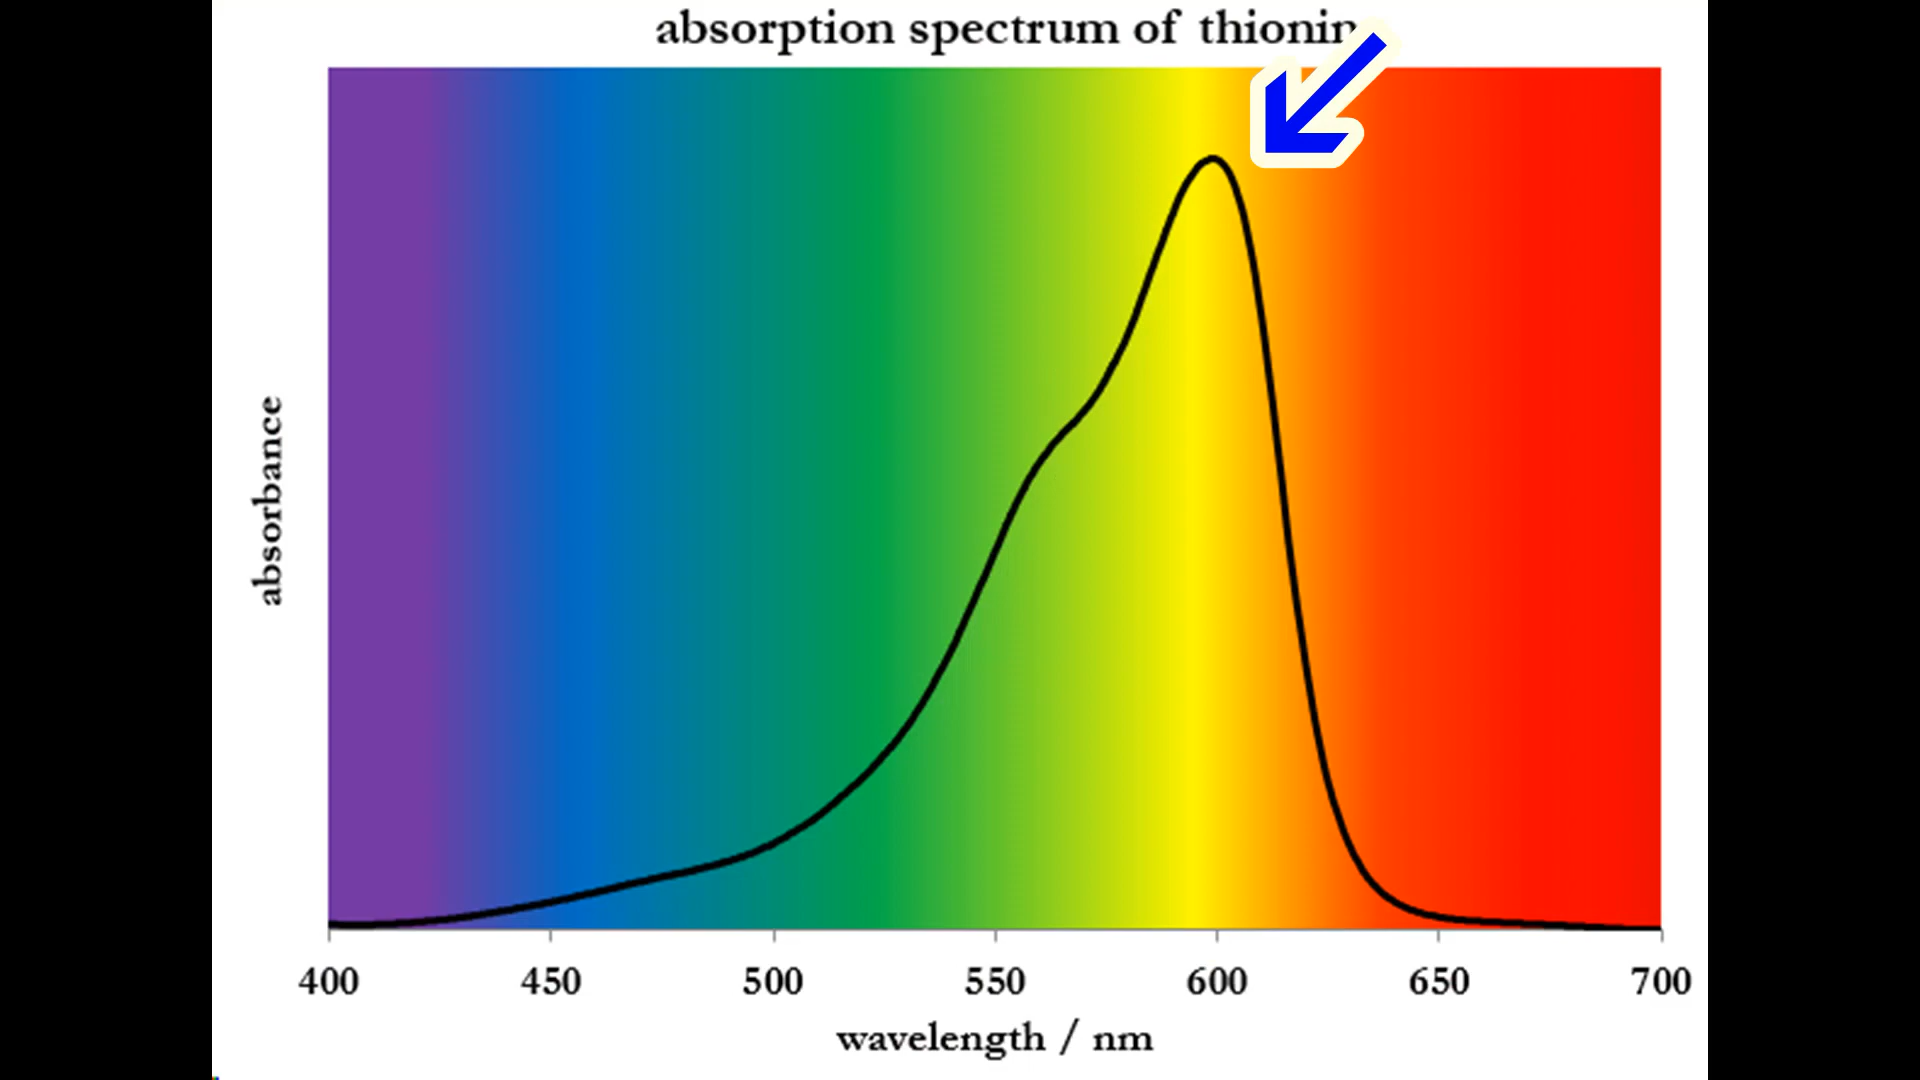 absorption spectrum of thionin
absorbance
400 450 500 550 600 650 700
wavelength / nm